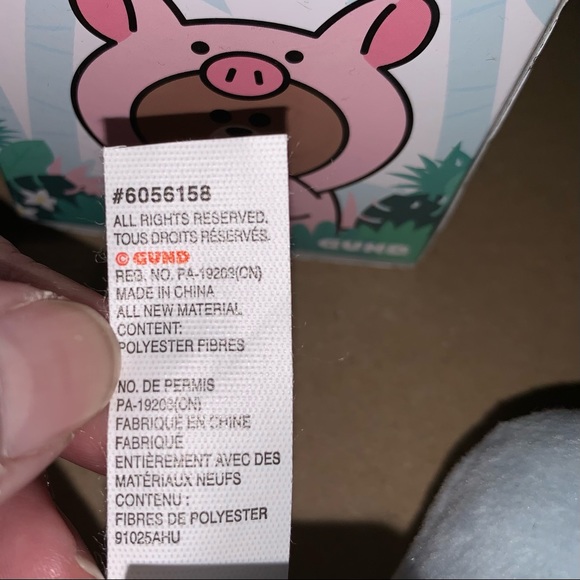 #6056158
ALL RIGHTS RESERVED.
TOUS DROITS RÉSERVÉS.
© GUND
REG. NO. PA-19203(CN)
MADE IN CHINA
ALL NEW MATERIAL
CONTENT:
POLYESTER FIBRES
NO. DE PERMIS
PA-19203(CN)
FABRIQUÉ EN CHINE
FABRIQUÉ
ENTIÈREMENT AVEC DES
MATÉRIAUX NEUFS
CONTENU :
FIBRES DE POLYESTER
91025AHU
GUND